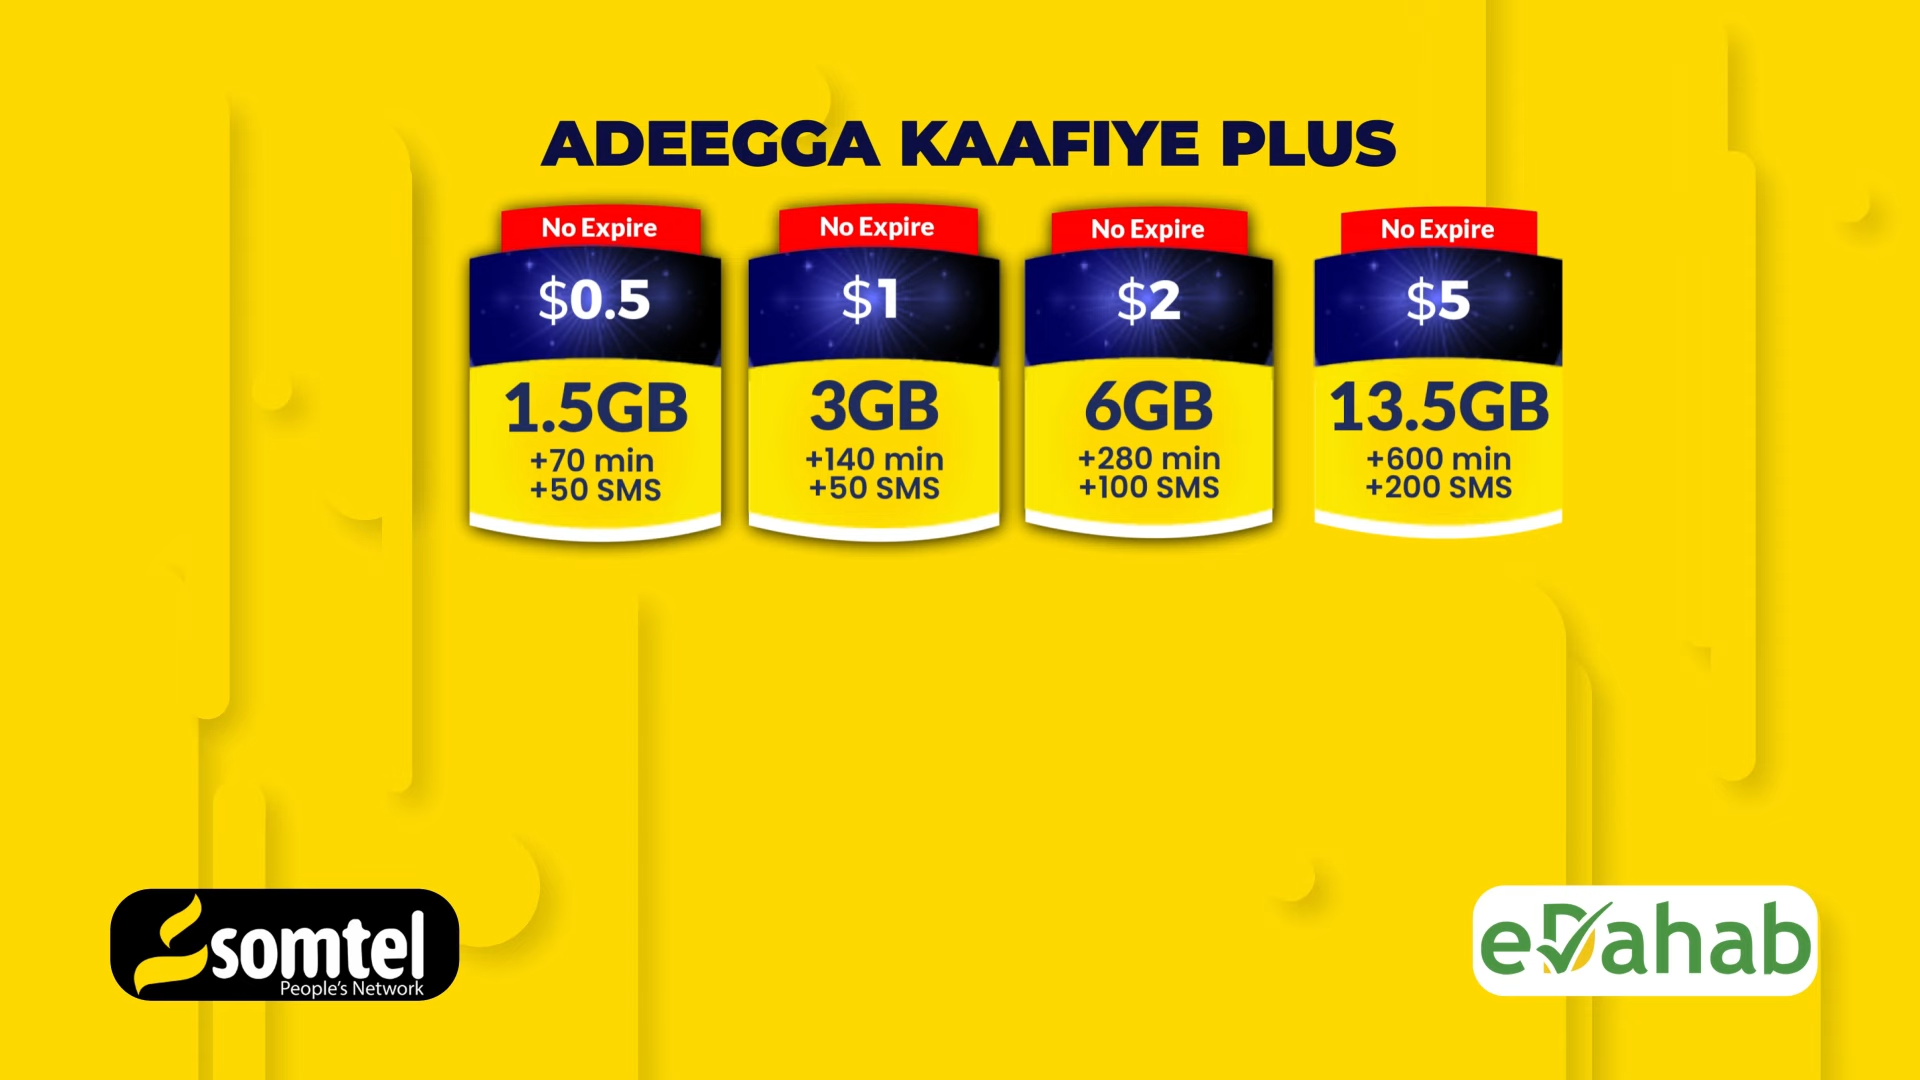 ADEEGGA KAAFIYE PLUS
No Expire
$0.5
1.5GB
+70 min
+50 SMS
No Expire
$1
3GB
+140 min
+50 SMS
No Expire
$2
6GB
+280 min
+100 SMS
No Expire
$5
13.5GB
+600 min
+200 SMS
somtel
People's Network
eDahab